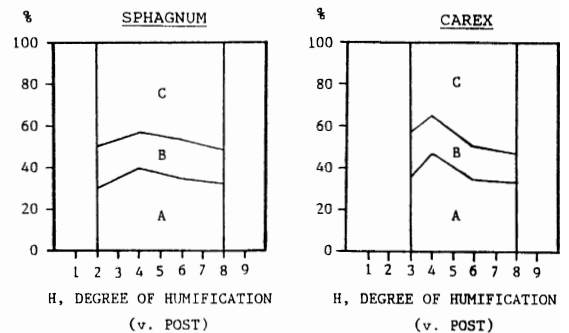 %
SPHAGNUM
100
80
60
40
20
0
C
B
A
1 2 3 4 5 6 7 8 9
H, DEGREE OF HUMIFICATION
(v. POST)
%
CAREX
100
80
60
40
20
0
C
B
A
1 2 3 4 5 6 7 8 9
H, DEGREE OF HUMIFICATION
(v. POST)